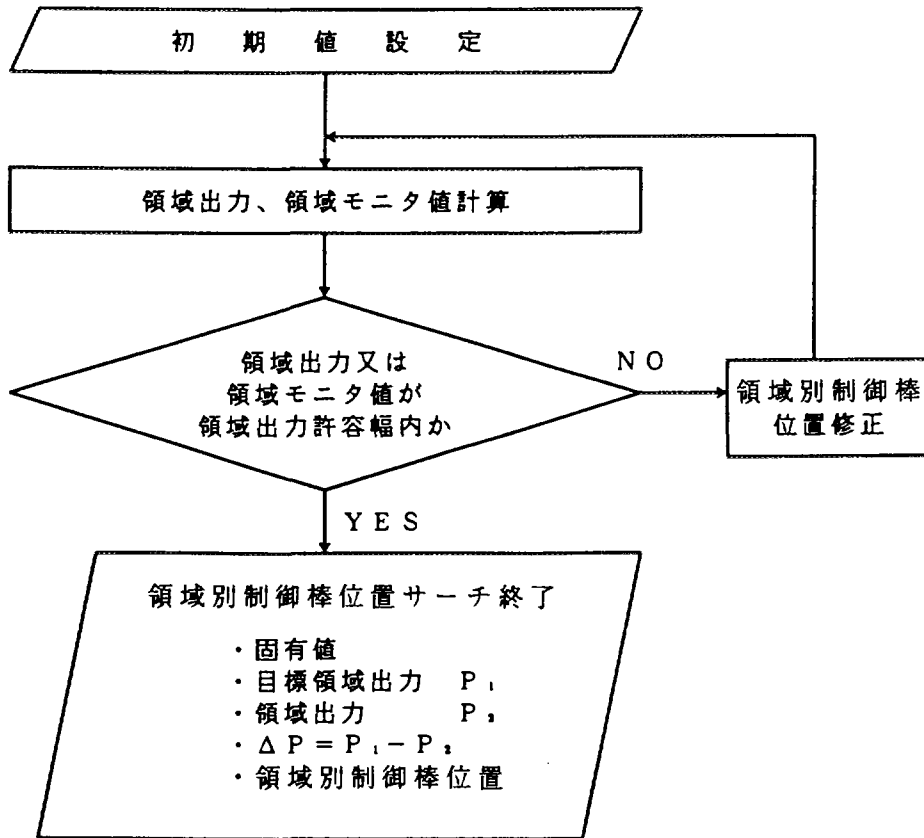 初期値設定
領域出力、領域モニタ値計算
領域出力又は
領域モニタ値が
領域出力許容幅内か
NO
領域別制御棒
位置修正
YES
領域別制御棒位置サーチ終了
・固有値
・目標領域出力 P₁
・領域出力 P₂
・ΔP=P₁-P₂
・領域別制御棒位置